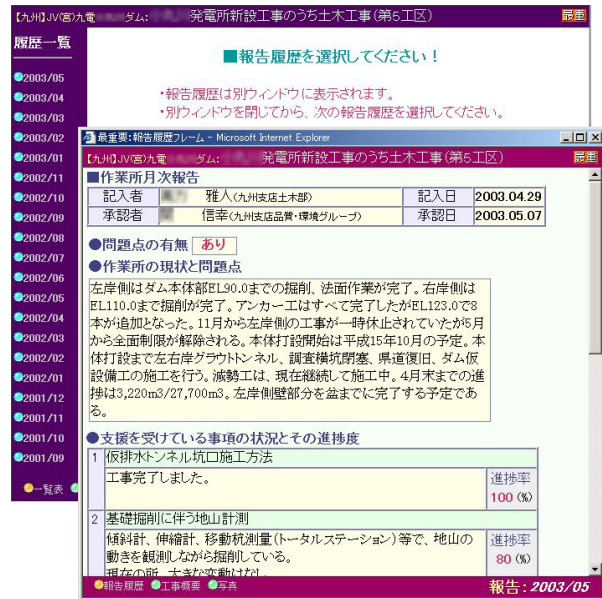 【九州】JV(宮)九電 ダム: 発電所新設工事のうち土木工事(第5工区) 最重
履歴一覧
■報告履歴を選択してください！
・報告履歴は別ウィンドウに表示されます。
・別ウィンドウを閉じてから、次の報告履歴を選択してください。
2003/05
2003/04
2003/03
2003/02
2003/01
2002/11
2002/10
2002/09
2002/08
2002/07
2002/06
2002/05
2002/04
2002/03
2002/02
2002/01
2001/12
2001/11
2001/10
2001/09
一覧表
最重要:報告履歴フレーム - Microsoft Internet Explorer
【九州】JV(宮)九電 ダム: 発電所新設工事のうち土木工事(第5工区) 最重
■作業所月次報告
記入者 雅人(九州支店土木部) 記入日 2003.04.29
承認者 信幸(九州支店品質・環境グループ) 承認日 2003.05.07
●問題点の有無 あり
●作業所の現状と問題点
左岸側はダム本体部EL90.0までの掘削、法面作業が完了。右岸側は
EL110.0まで掘削が完了。アンカー工はすべて完了したがEL123.0で8
本が追加となった。11月から左岸側の工事が一時休止されていたが5月
から全面制限が解除される。本体打設開始は平成15年10月の予定。本
体打設まで左右岸グラウトトンネル、調査横坑閉塞、県道復旧、ダム仮
設備工の施工を行う。減勢工は、現在継続して施工中。4月末までの進
捗は3,220m3/27,700m3。左岸側壁部分を盆までに完了する予定であ
る。
●支援を受けている事項の状況とその進捗度
1 仮排水トンネル坑口施工方法
工事完了しました。 進捗率
100 (%)
2 基礎掘削に伴う地山計測
傾斜計、伸縮計、移動杭測量(トータルステーション)等で、地山の 進捗率
動きを観測しながら掘削している。 80 (%)
現在の所、大きな変動はなし
報告履歴 工事概要 写真 報告:2003/05